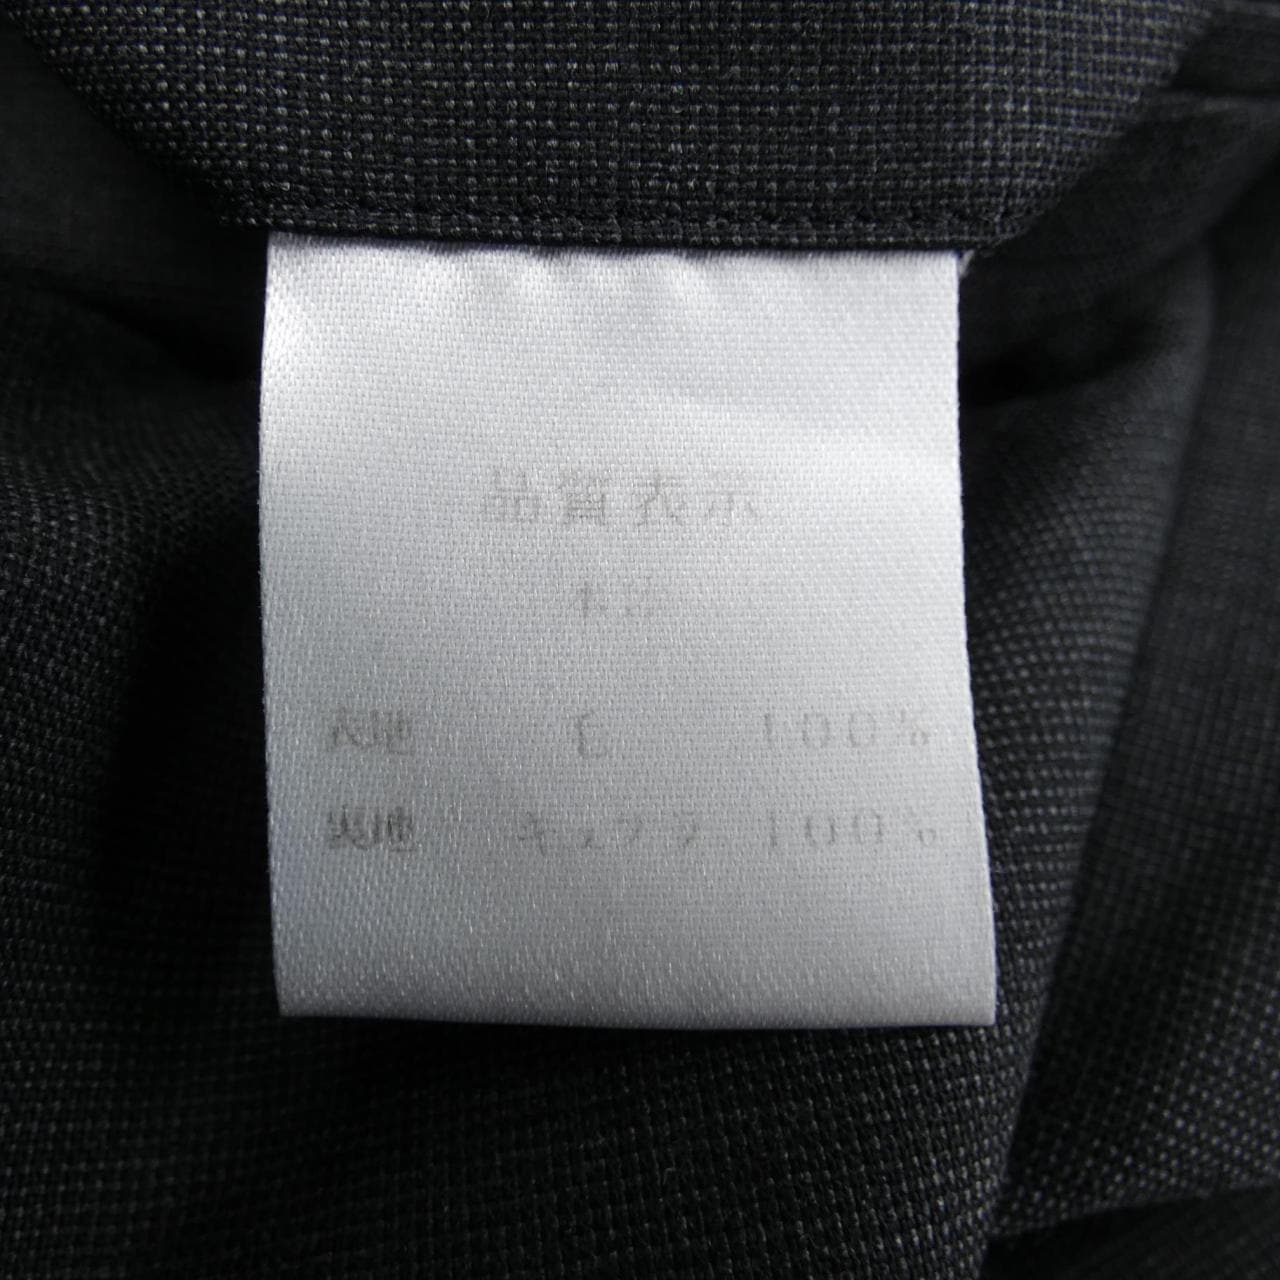 品質表示
表地 毛 100%
裏地 キュプラ 100%